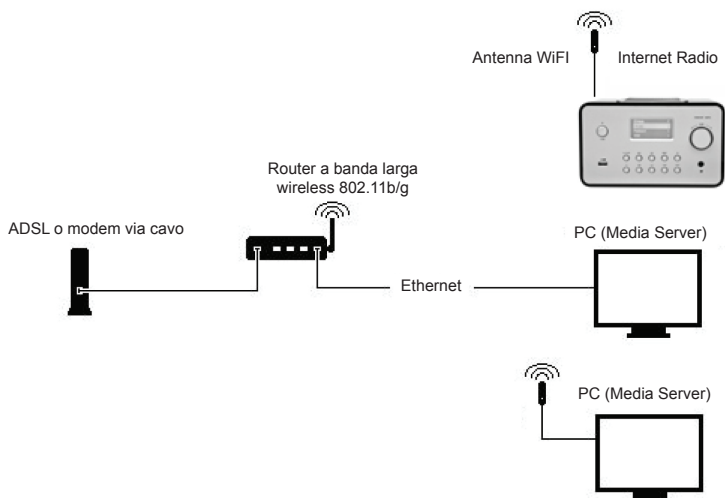 Antenna WiFI
Internet Radio
Router a banda larga
wireless 802.11b/g
ADSL o modem via cavo
PC (Media Server)
Ethernet
PC (Media Server)